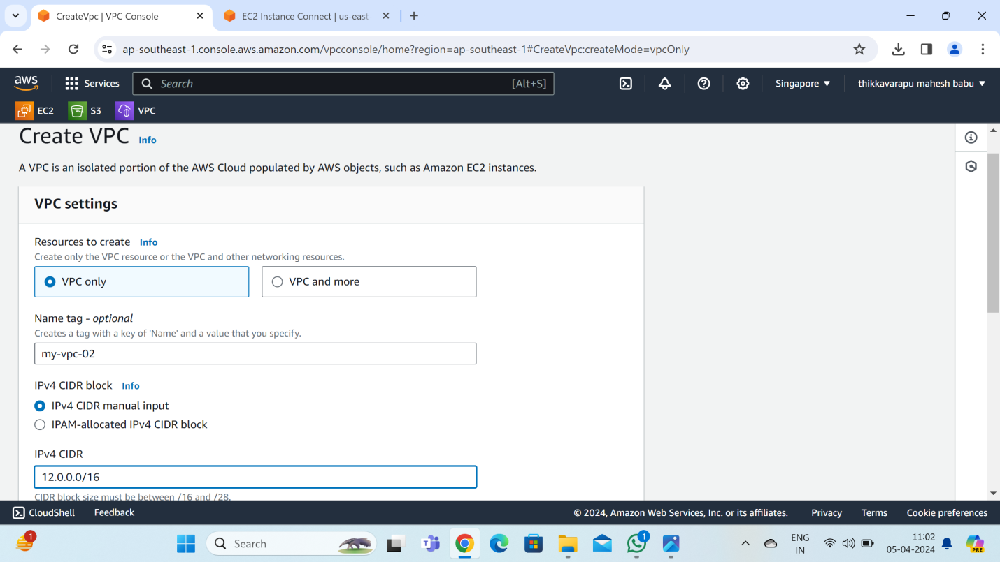 CreateVpc | VPC Console
EC2 Instance Connect | us-east-
ap-southeast-1.console.aws.amazon.com/vpcconsole/home?region=ap-southeast-1#CreateVpc:createMode=vpcOnly
aws
Services
Search
[Alt+S]
Singapore
thikkavarapu mahesh babu
EC2
S3
VPC
Create VPC Info
A VPC is an isolated portion of the AWS Cloud populated by AWS objects, such as Amazon EC2 instances.
VPC settings
Resources to create Info
Create only the VPC resource or the VPC and other networking resources.
VPC only
VPC and more
Name tag - optional
Creates a tag with a key of 'Name' and a value that you specify.
my-vpc-02
IPv4 CIDR block Info
IPv4 CIDR manual input
IPAM-allocated IPv4 CIDR block
IPv4 CIDR
12.0.0.0/16
CIDR block size must be between /16 and /28.
CloudShell
Feedback
© 2024, Amazon Web Services, Inc. or its affiliates.
Privacy
Terms
Cookie preferences
1
Search
T
1
ENG
IN
11:02
05-04-2024
PRE